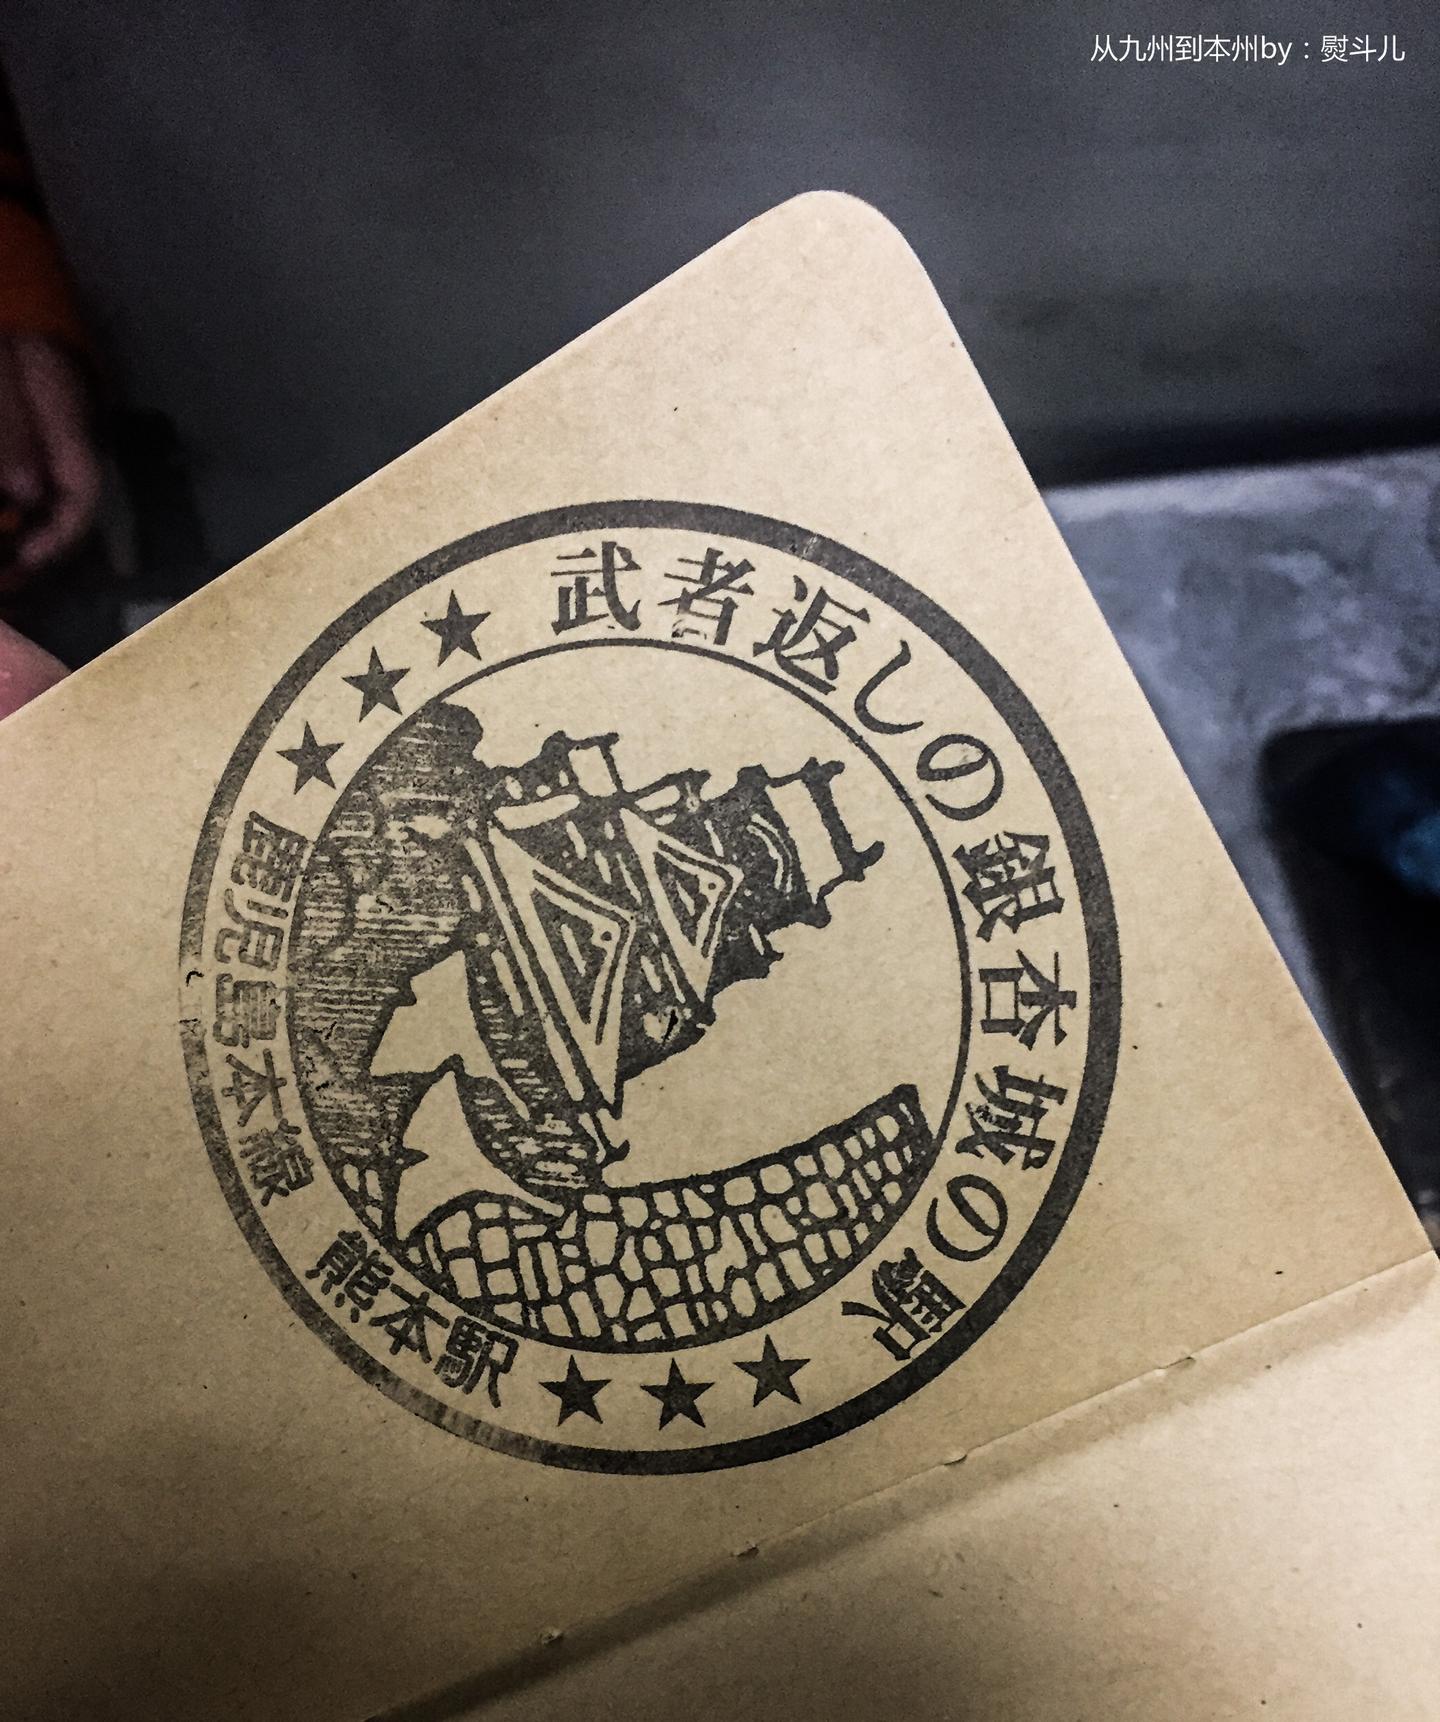 从九州到本州by：熨斗儿
武者返しの銀杏城の駅
鹿児島本線
熊本駅